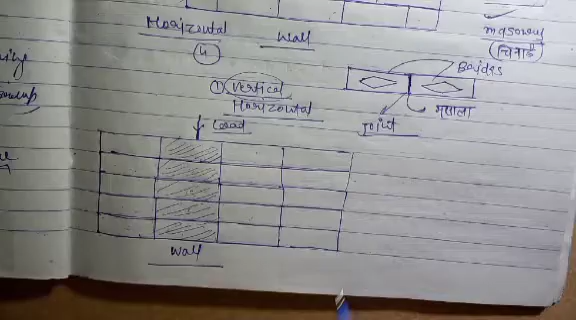 Horizontal
Wall
masonry
(चिनाई)
4
Bricks
① Vertical
Horizontal
मसाला
Joint
Load
Wall